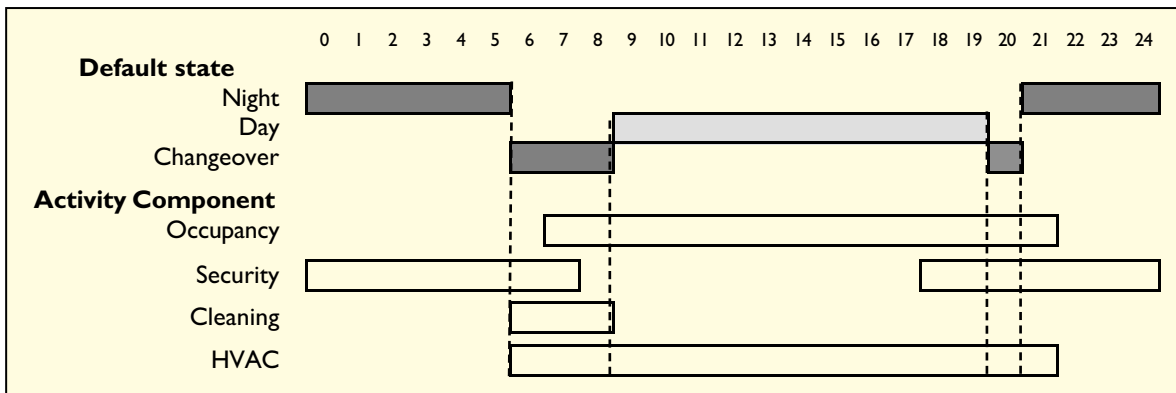 0 1 2 3 4 5 6 7 8 9 10 11 12 13 14 15 16 17 18 19 20 21 22 23 24
Default state
Night
Day
Changeover
Activity Component
Occupancy
Security
Cleaning
HVAC